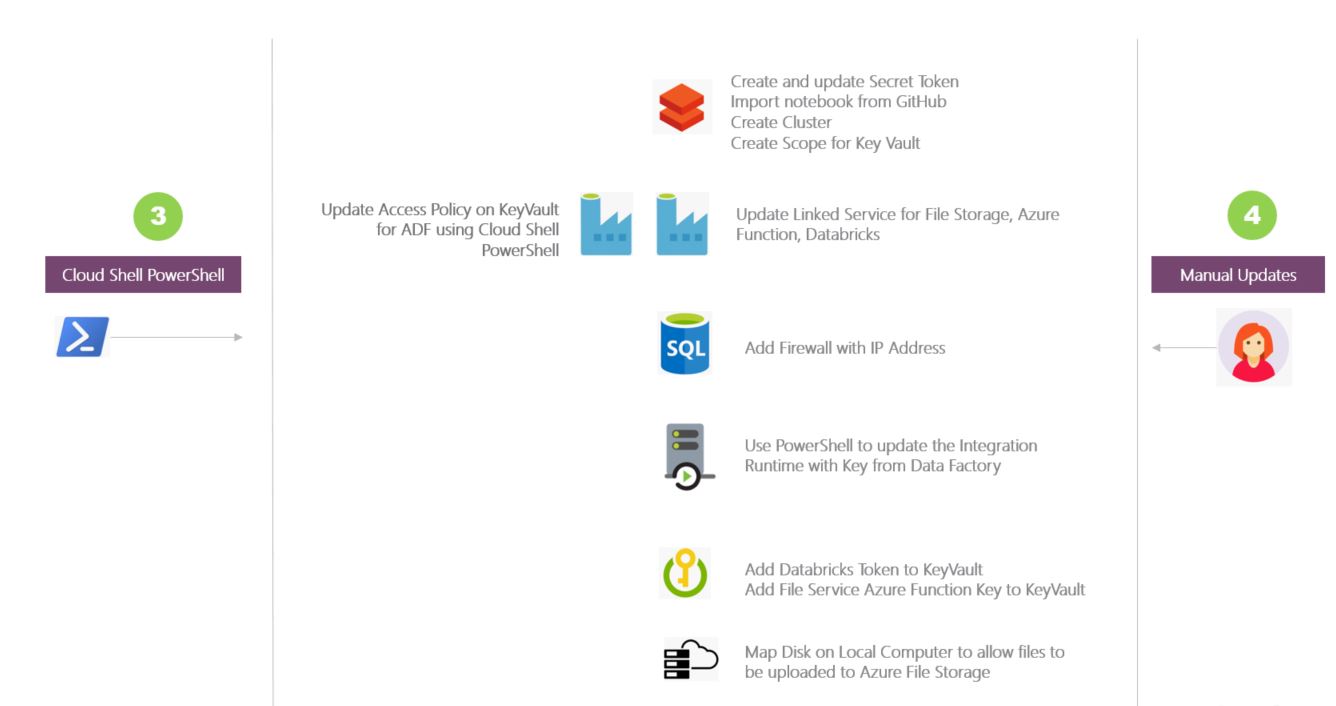 Create and update Secret Token
Import notebook from GitHub
Create Cluster
Create Scope for Key Vault
3
Cloud Shell PowerShell
Update Access Policy on KeyVault
for ADF using Cloud Shell
PowerShell
Update Linked Service for File Storage, Azure
Function, Databricks
4
Manual Updates
SQL
Add Firewall with IP Address
Use PowerShell to update the Integration
Runtime with Key from Data Factory
Add Databricks Token to KeyVault
Add File Service Azure Function Key to KeyVault
Map Disk on Local Computer to allow files to
be uploaded to Azure File Storage